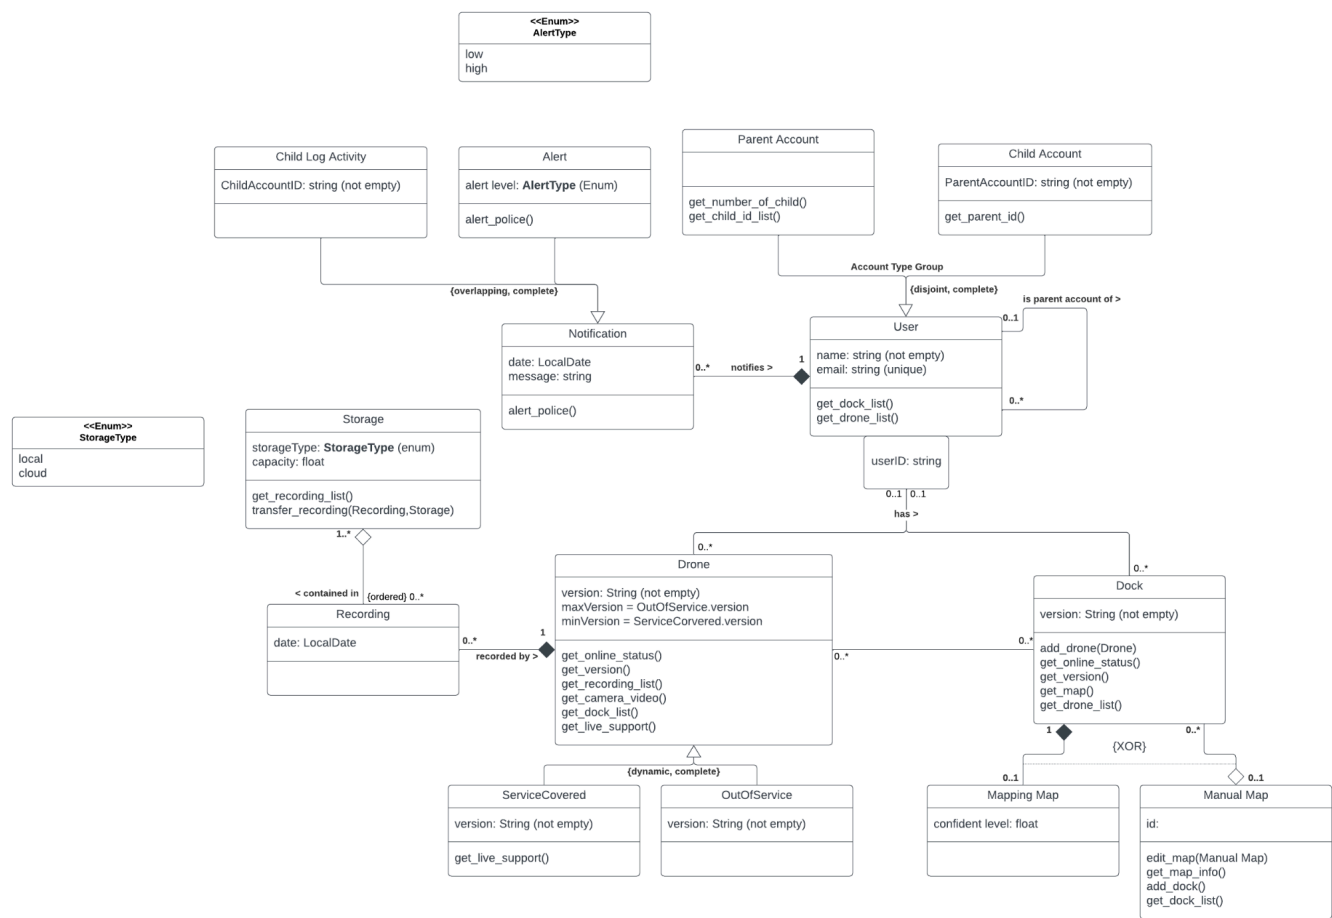 <<Enum>>
AlertType
low
high
Child Log Activity
ChildAccountID: string (not empty)
Alert
alert level: AlertType (Enum)
alert_police()
Parent Account
get_number_of_child()
get_child_id_list()
Child Account
ParentAccountID: string (not empty)
get_parent_id()
Account Type Group
{overlapping, complete}
{disjoint, complete}
is parent account of >
0..1
0..*
Notification
date: LocalDate
message: string
alert_police()
0..*
notifies >
1
User
name: string (not empty)
email: string (unique)
get_dock_list()
get_drone_list()
userID: string
0..1
0..1
has >
0..*
0..*
<<Enum>>
StorageType
local
cloud
Storage
storageType: StorageType (enum)
capacity: float
get_recording_list()
transfer_recording(Recording,Storage)
1..*
< contained in
{ordered} 0..*
Recording
date: LocalDate
0..*
recorded by >
1
Drone
version: String (not empty)
maxVersion = OutOfService.version
minVersion = ServiceCorvered.version
get_online_status()
get_version()
get_recording_list()
get_camera_video()
get_dock_list()
get_live_support()
0..*
0..*
Dock
version: String (not empty)
add_drone(Drone)
get_online_status()
get_version()
get_map()
get_drone_list()
1
0..*
{XOR}
0..1
0..1
{dynamic, complete}
ServiceCovered
version: String (not empty)
get_live_support()
OutOfService
version: String (not empty)
Mapping Map
confident level: float
Manual Map
id:
edit_map(Manual Map)
get_map_info()
add_dock()
get_dock_list()